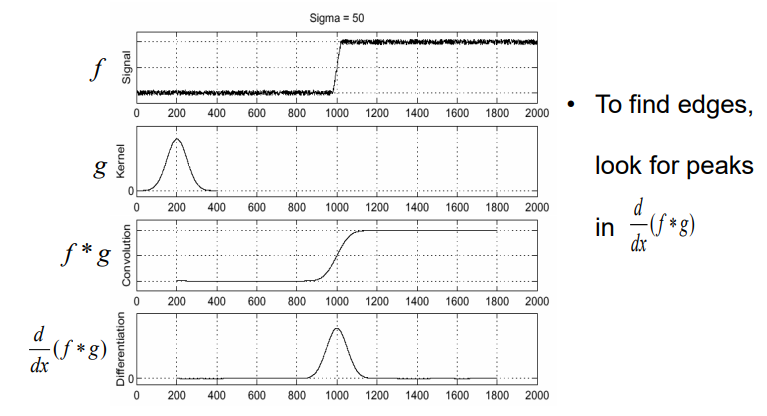 Sigma = 50
f
Signal
0 200 400 600 800 1000 1200 1400 1600 1800 2000
g
Kernel
0
0 200 400 600 800 1000 1200 1400 1600 1800 2000
f * g
Convolution
0 200 400 600 800 1000 1200 1400 1600 1800 2000
d/dx (f * g)
Differentiation
0
0 200 400 600 800 1000 1200 1400 1600 1800 2000
• To find edges,
look for peaks
in d/dx (f * g)